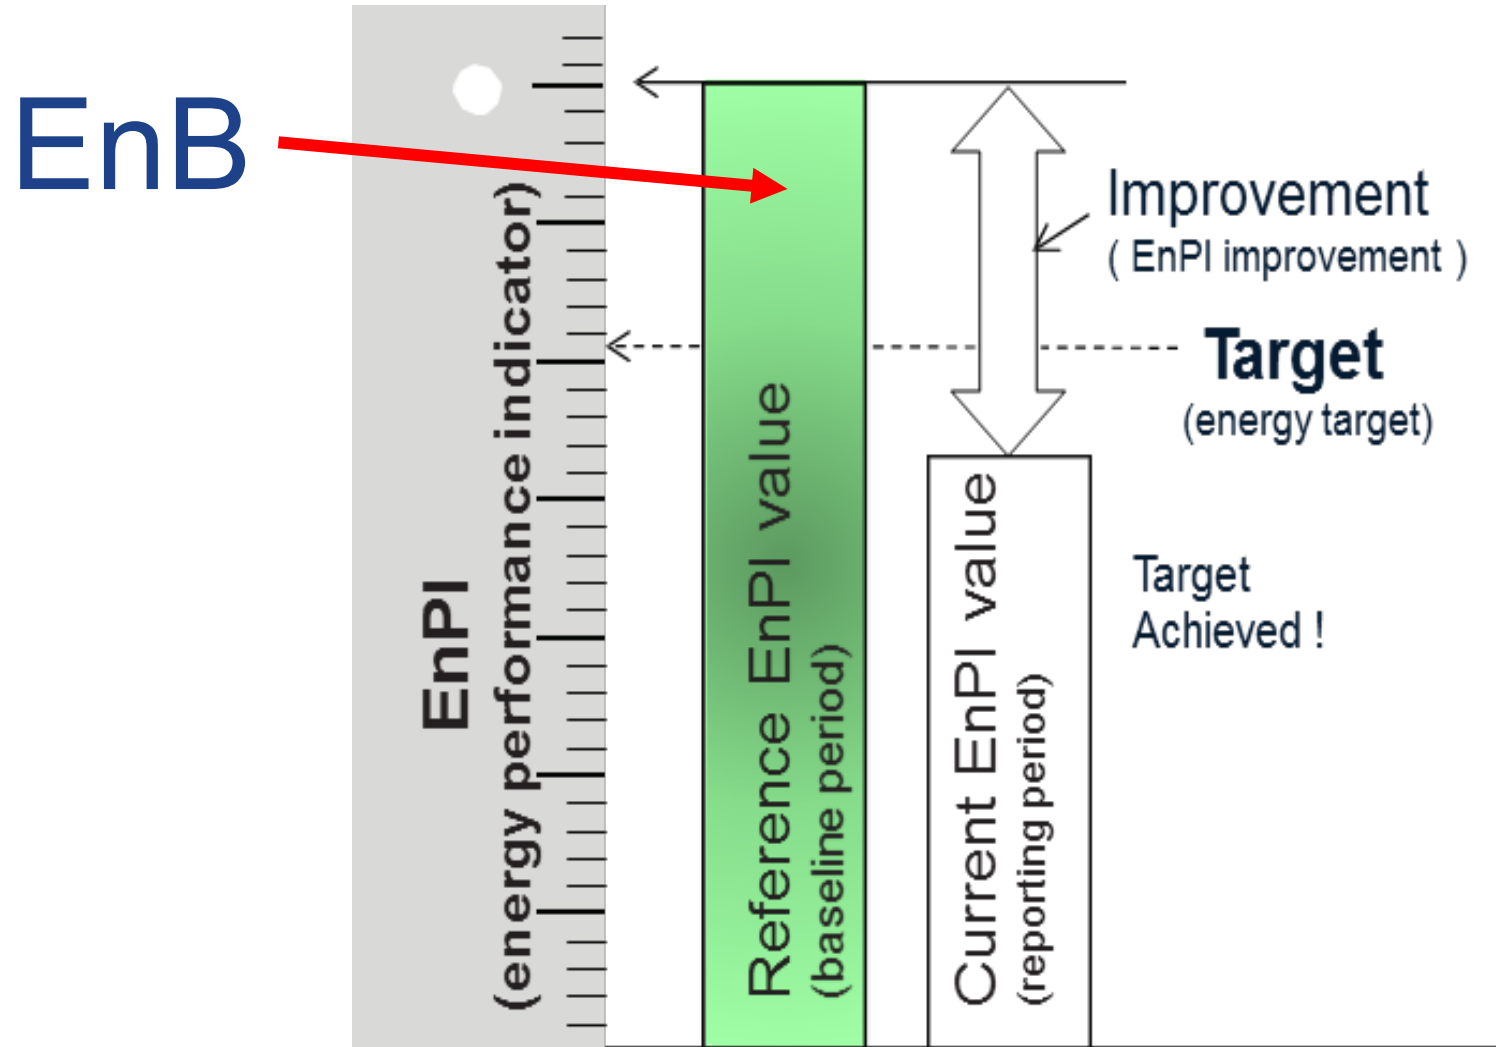 EnB
EnPI
(energy performance indicator)
Reference EnPI value
(baseline period)
Current EnPI value
(reporting period)
Improvement
( EnPI improvement )
Target
(energy target)
Target
Achieved !